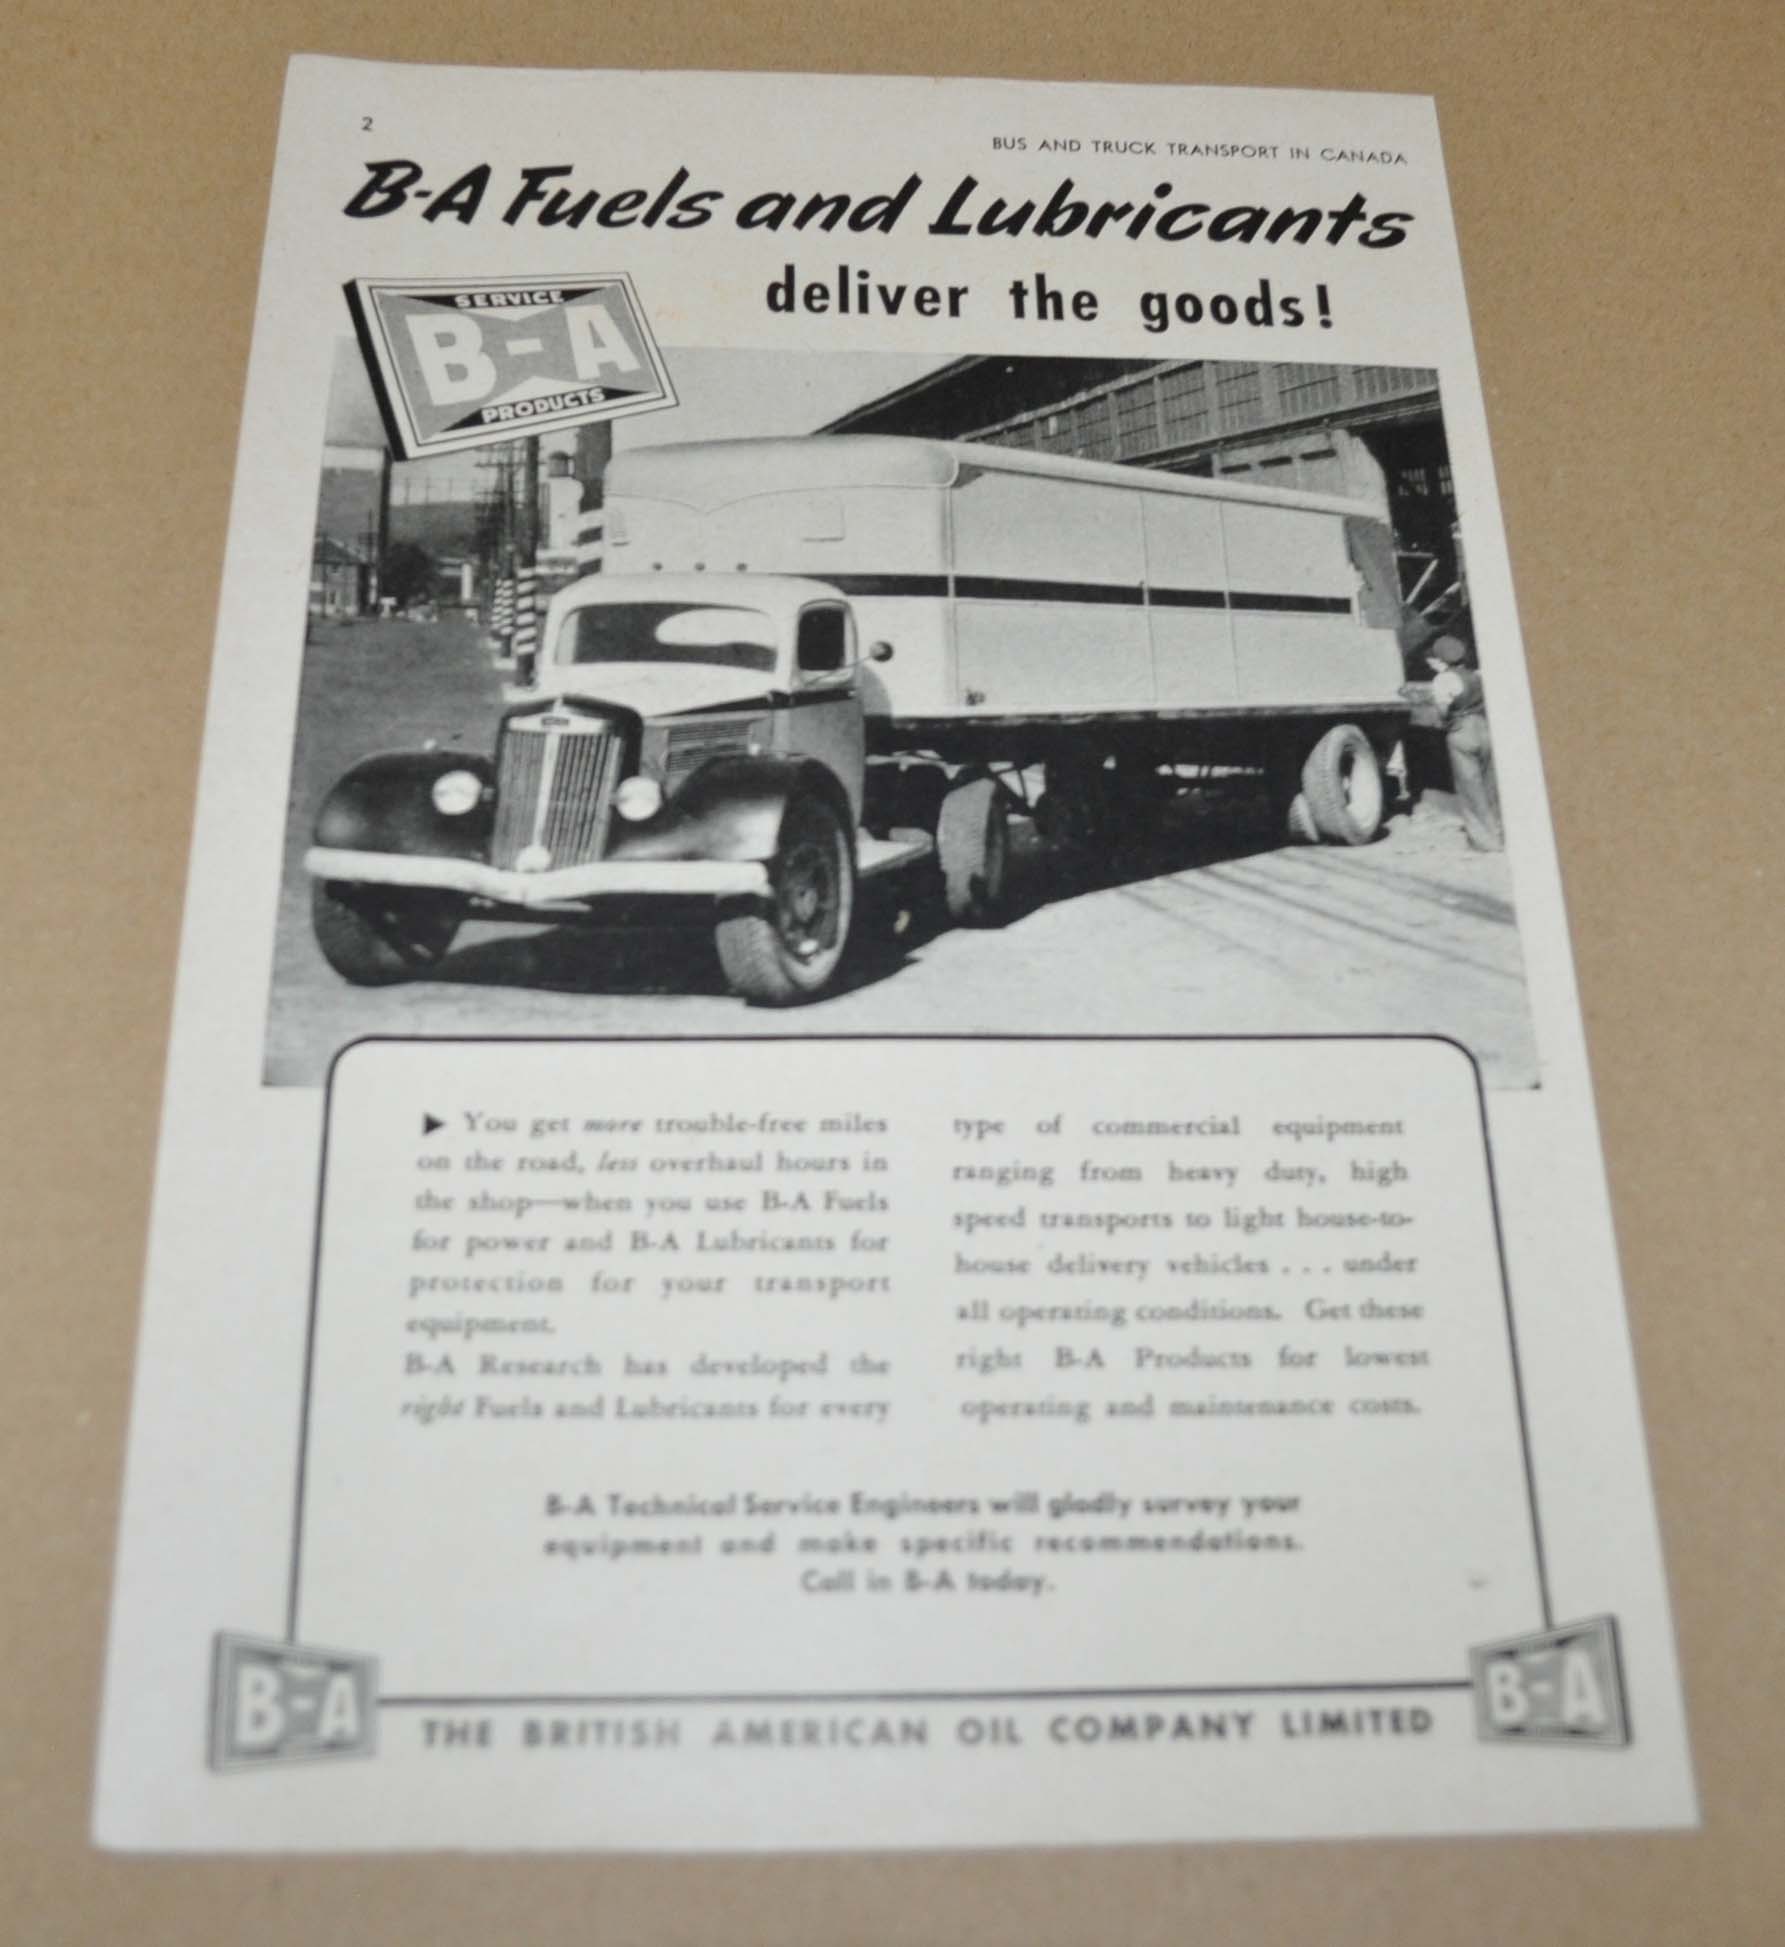 2
BUS AND TRUCK TRANSPORT IN CANADA
B-A Fuels and Lubricants
deliver the goods!
SERVICE
B-A
PRODUCTS
▶ You get more trouble-free miles
on the road, less overhaul hours in
the shop—when you use B-A Fuels
for power and B-A Lubricants for
protection for your transport
equipment.
B-A Research has developed the
right Fuels and Lubricants for every
type of commercial equipment
ranging from heavy duty, high
speed transports to light house-to-
house delivery vehicles . . . under
all operating conditions. Get these
right B-A Products for lowest
operating and maintenance costs.
B-A Technical Service Engineers will gladly survey your
equipment and make specific recommendations.
Call in B-A today.
B-A
THE BRITISH AMERICAN OIL COMPANY LIMITED
B-A